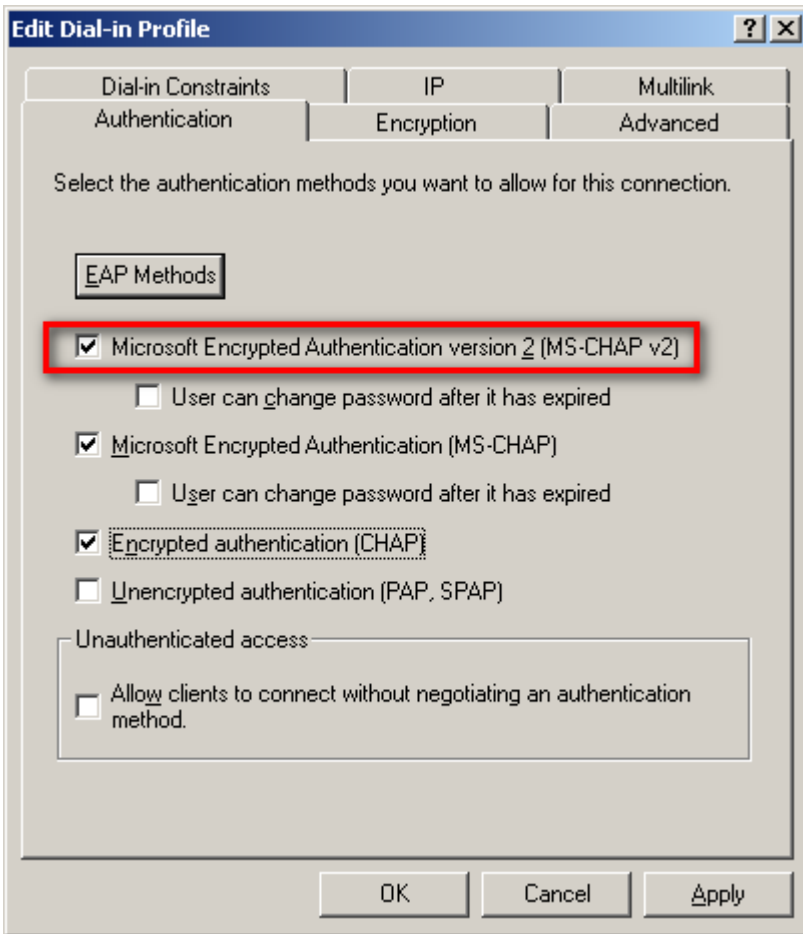 Edit Dial-in Profile
Dial-in Constraints
IP
Multilink
Authentication
Encryption
Advanced
Select the authentication methods you want to allow for this connection.
EAP Methods
Microsoft Encrypted Authentication version 2 (MS-CHAP v2)
User can change password after it has expired
Microsoft Encrypted Authentication (MS-CHAP)
User can change password after it has expired
Encrypted authentication (CHAP)
Unencrypted authentication (PAP, SPAP)
Unauthenticated access
Allow clients to connect without negotiating an authentication
method.
OK
Cancel
Apply